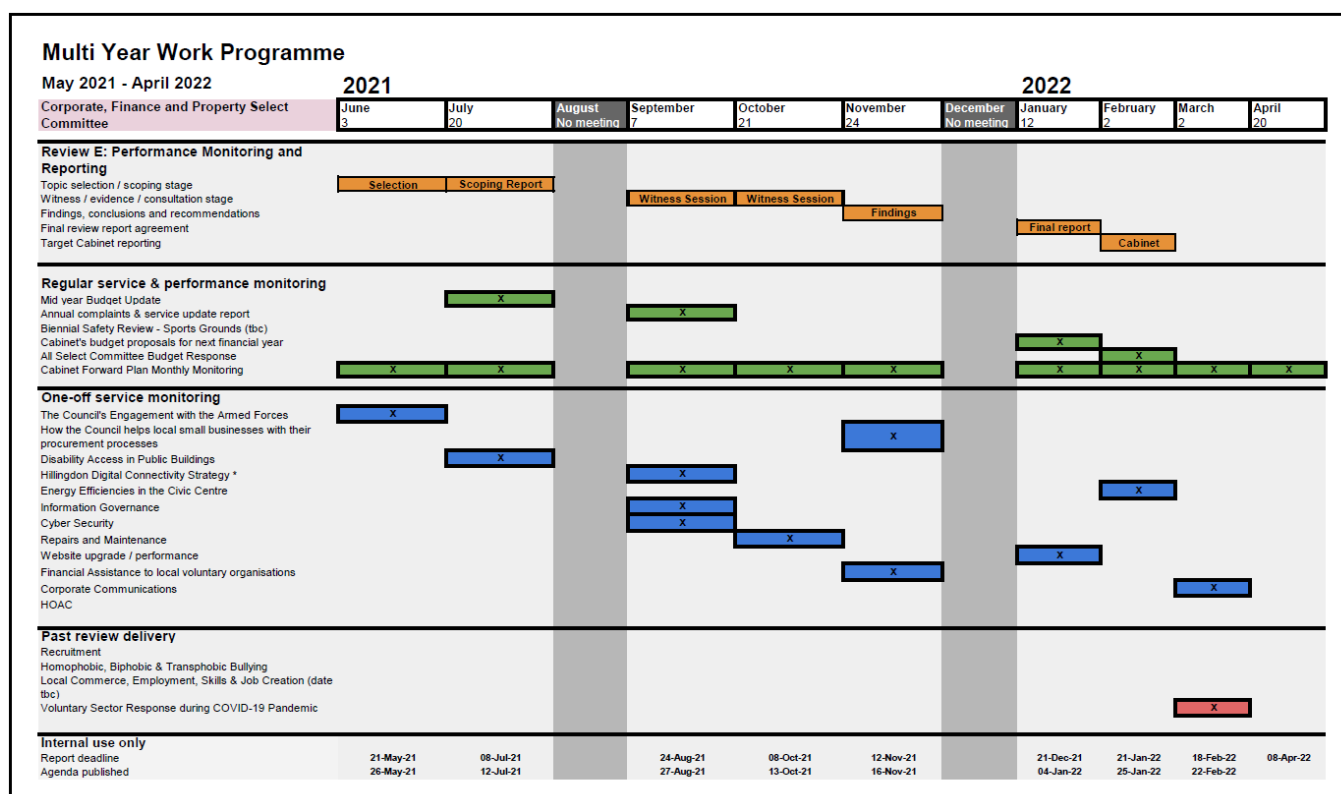 Multi Year Work Programme
May 2021 - April 2022 2021 2022
Corporate, Finance and Property Select June July August September October November December January February March April
Committee 3 20 No meeting 7 21 24 No meeting 12 2 2 20
Review E: Performance Monitoring and
Reporting
Topic selection / scoping stage Selection Scoping Report
Witness / evidence / consultation stage Witness Session Witness Session
Findings, conclusions and recommendations Findings
Final review report agreement Final report
Target Cabinet reporting Cabinet
Regular service & performance monitoring
Mid year Budget Update X
Annual complaints & service update report X
Biennial Safety Review - Sports Grounds (tbc)
Cabinet's budget proposals for next financial year X
All Select Committee Budget Response X
Cabinet Forward Plan Monthly Monitoring X X X X X X X X X
One-off service monitoring
The Council's Engagement with the Armed Forces X
How the Council helps local small businesses with their
procurement processes X
Disability Access in Public Buildings X
Hillingdon Digital Connectivity Strategy * X
Energy Efficiencies in the Civic Centre X
Information Governance X
Cyber Security X
Repairs and Maintenance X
Website upgrade / performance X
Financial Assistance to local voluntary organisations X
Corporate Communications X
HOAC
Past review delivery
Recruitment
Homophobic, Biphobic & Transphobic Bullying
Local Commerce, Employment, Skills & Job Creation (date
tbc)
Voluntary Sector Response during COVID-19 Pandemic X
Internal use only
Report deadline 21-May-21 08-Jul-21 24-Aug-21 08-Oct-21 12-Nov-21 21-Dec-21 21-Jan-22 18-Feb-22 08-Apr-22
Agenda published 26-May-21 12-Jul-21 27-Aug-21 13-Oct-21 16-Nov-21 04-Jan-22 25-Jan-22 22-Feb-22